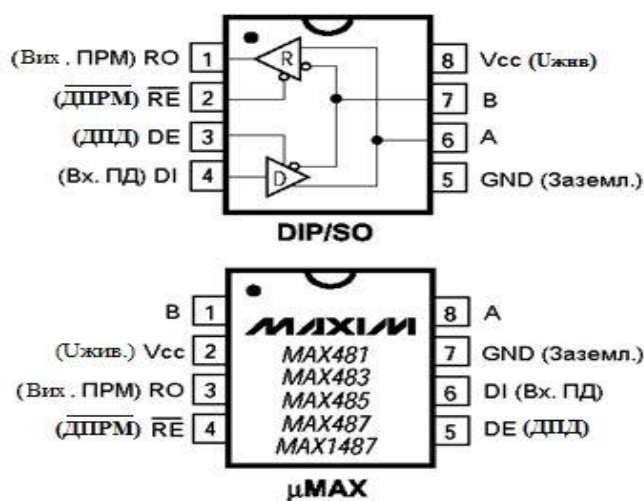 (Вих . ПРМ) RO 1 R 8 Vcc (Uжив)
(ДПРМ) RE 2 7 B
(ДПД) DE 3 6 A
(Вх. ПД) DI 4 D 5 GND (Заземл.)
DIP/SO
B 1 MAXIM 8 A
(Uжив.) Vcc 2 MAX481 7 GND (Заземл.)
MAX483
(Вих . ПРМ) RO 3 MAX485 6 DI (Вх. ПД)
MAX487
(ДПРМ) RE 4 MAX1487 5 DE (ДПД)
μMAX